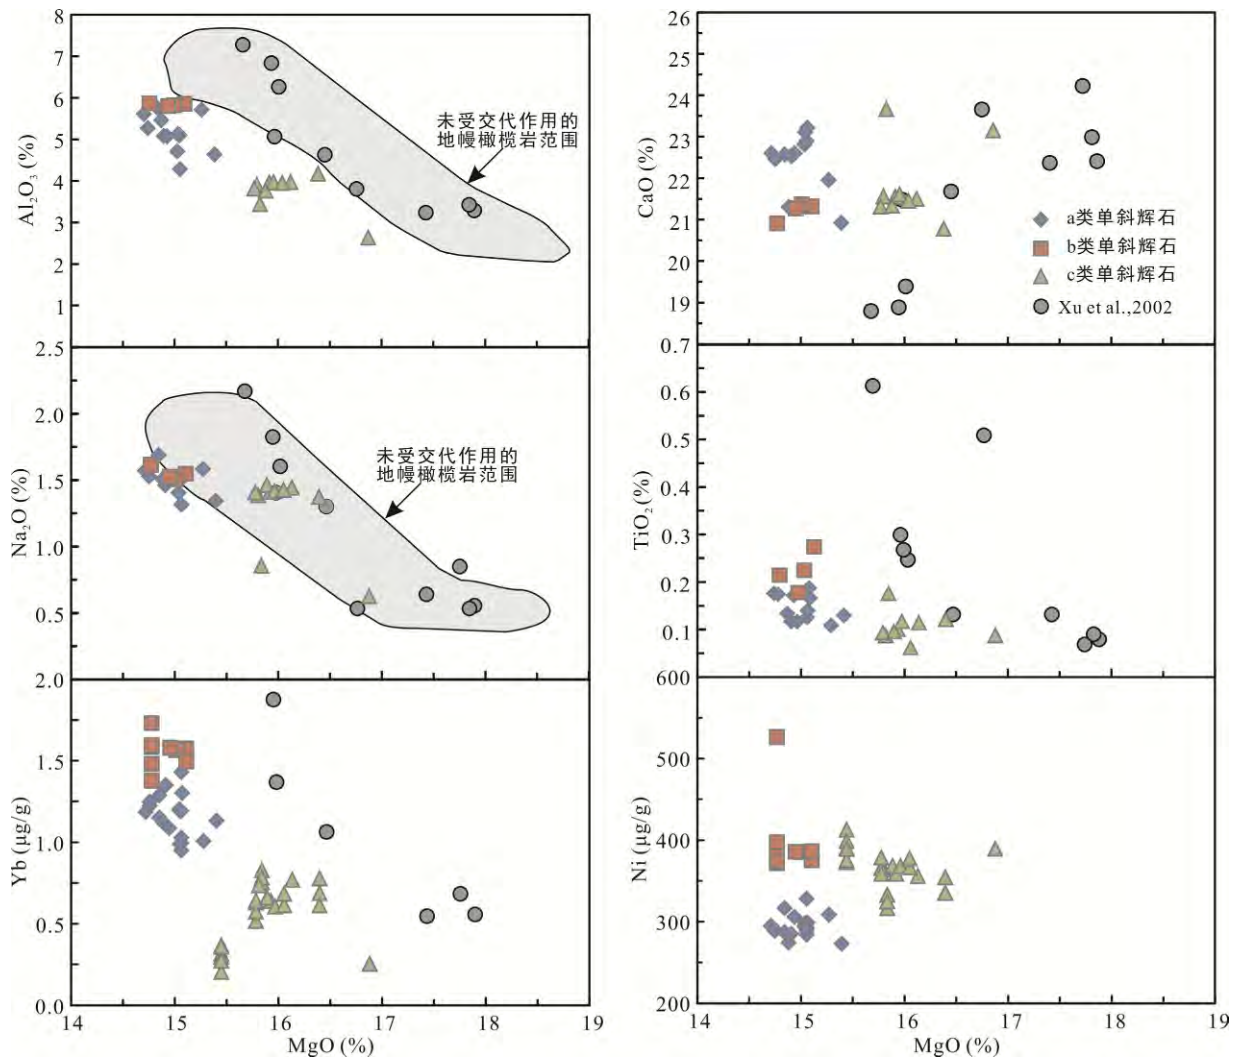 8
7
6
5
4
3
2
1
Al₂O₃ (%)
未受交代作用的
地幔橄榄岩范围
26
25
24
23
22
21
20
19
CaO (%)
a类单斜辉石
b类单斜辉石
c类单斜辉石
Xu et al.,2002
2.5
2.0
1.5
1.0
0.5
Na₂O (%)
未受交代作用的
地幔橄榄岩范围
0.7
0.6
0.5
0.4
0.3
0.2
0.1
TiO₂ (%)
2.0
1.5
1.0
0.5
0.0
Yb (μg/g)
14 15 16 17 18 19
MgO (%)
600
500
400
300
200
Ni (μg/g)
14 15 16 17 18 19
MgO (%)